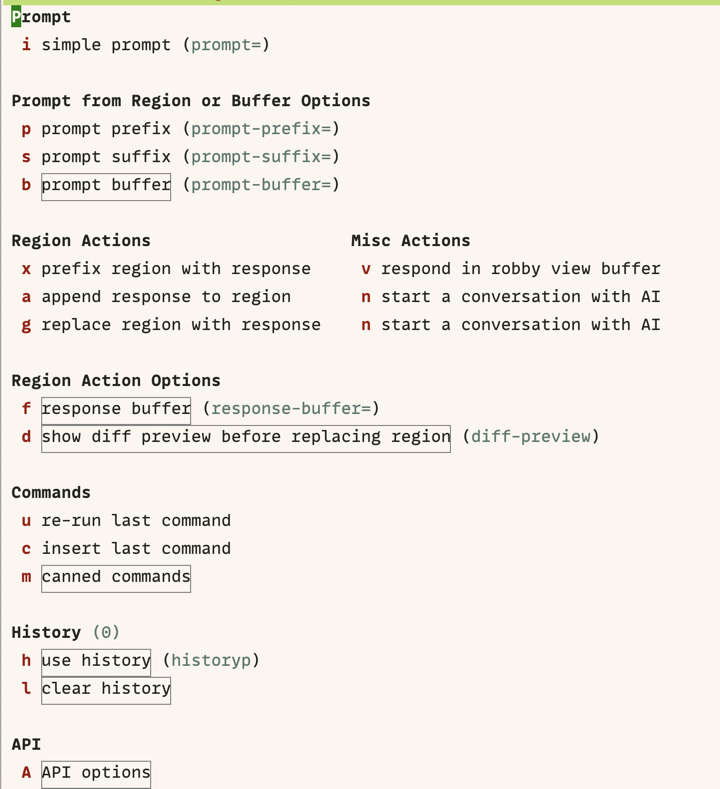 Prompt
i simple prompt (prompt=)
Prompt from Region or Buffer Options
p prompt prefix (prompt-prefix=)
s prompt suffix (prompt-suffix=)
b prompt buffer (prompt-buffer=)
Region Actions Misc Actions
x prefix region with response v respond in robby view buffer
a append response to region n start a conversation with AI
g replace region with response n start a conversation with AI
Region Action Options
f response buffer (response-buffer=)
d show diff preview before replacing region (diff-preview)
Commands
u re-run last command
c insert last command
m canned commands
History (0)
h use history (historyp)
l clear history
API
A API options